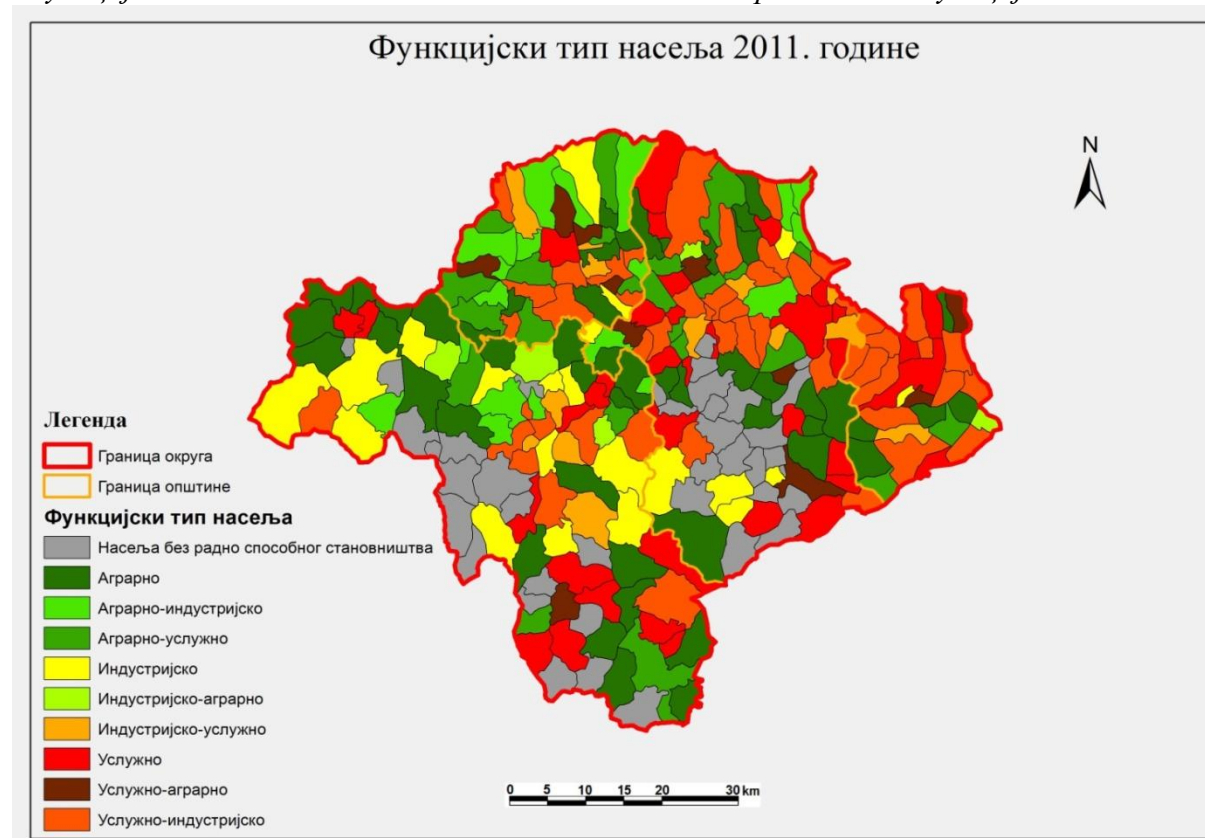 Функцијски тип насеља 2011. године
N
Легенда
Граница округа
Граница општине
Функцијски тип насеља
Насеља без радно способног становништва
Аграрно
Аграрно-индустријско
Аграрно-услужно
Индустријско
Индустријско-аграрно
Индустријско-услужно
Услужно
Услужно-аграрно
Услужно-индустријско
0 5 10 15 20 30 km